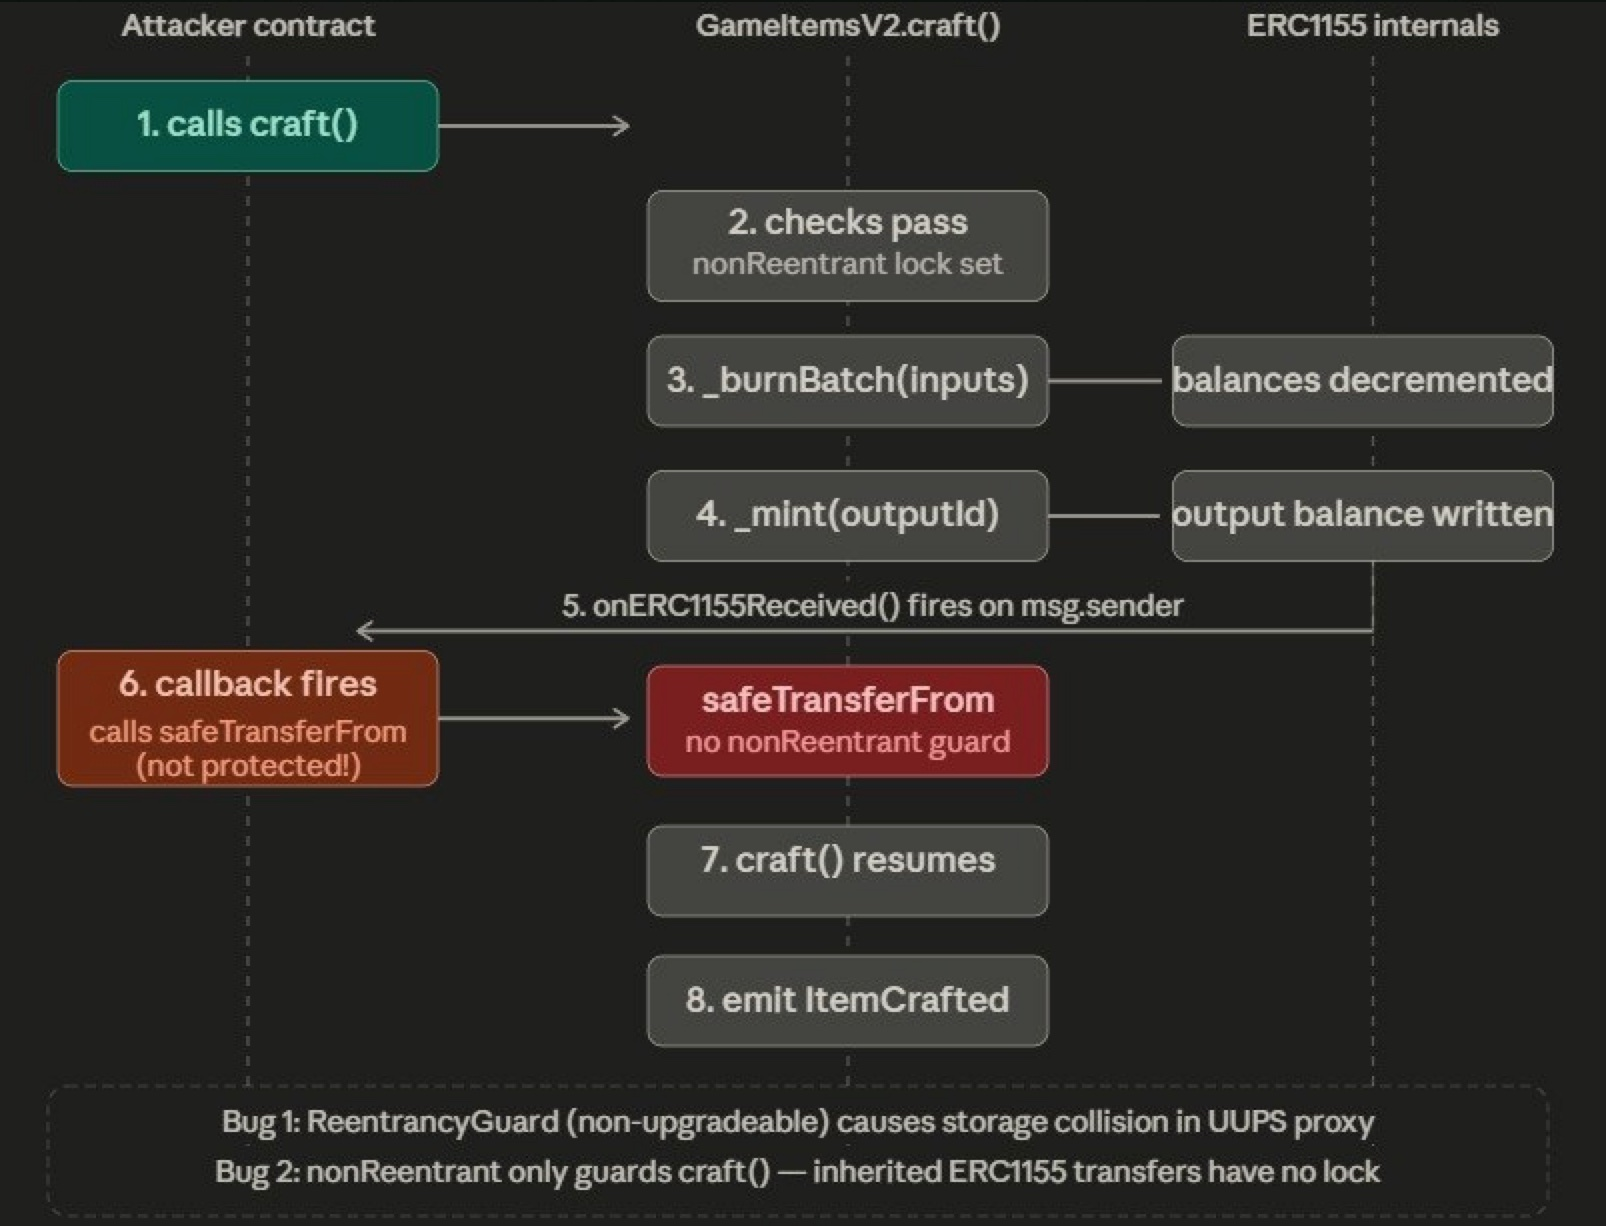 Attacker contract
GameItemsV2.craft()
ERC1155 internals
1. calls craft()
2. checks pass
nonReentrant lock set
3. _burnBatch(inputs)
balances decremented
4. _mint(outputId)
output balance written
5. onERC1155Received() fires on msg.sender
6. callback fires
calls safeTransferFrom
(not protected!)
safeTransferFrom
no nonReentrant guard
7. craft() resumes
8. emit ItemCrafted
Bug 1: ReentrancyGuard (non-upgradeable) causes storage collision in UUPS proxy
Bug 2: nonReentrant only guards craft() — inherited ERC1155 transfers have no lock